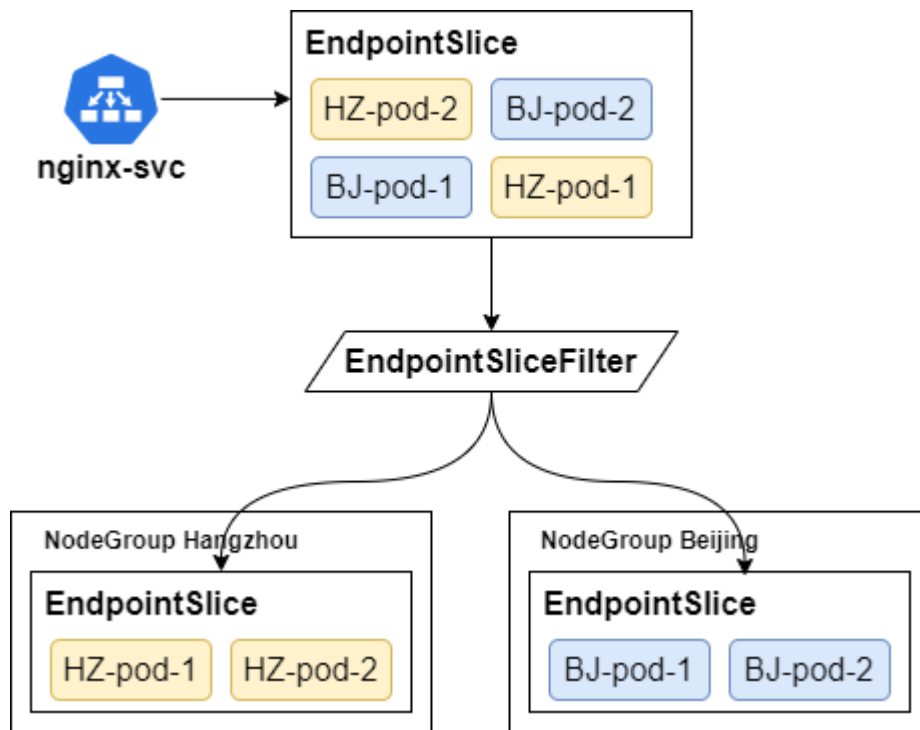 EndpointSlice
HZ-pod-2 BJ-pod-2
nginx-svc
BJ-pod-1 HZ-pod-1
EndpointSliceFilter
NodeGroup Hangzhou
EndpointSlice
HZ-pod-1 HZ-pod-2
NodeGroup Beijing
EndpointSlice
BJ-pod-1 BJ-pod-2